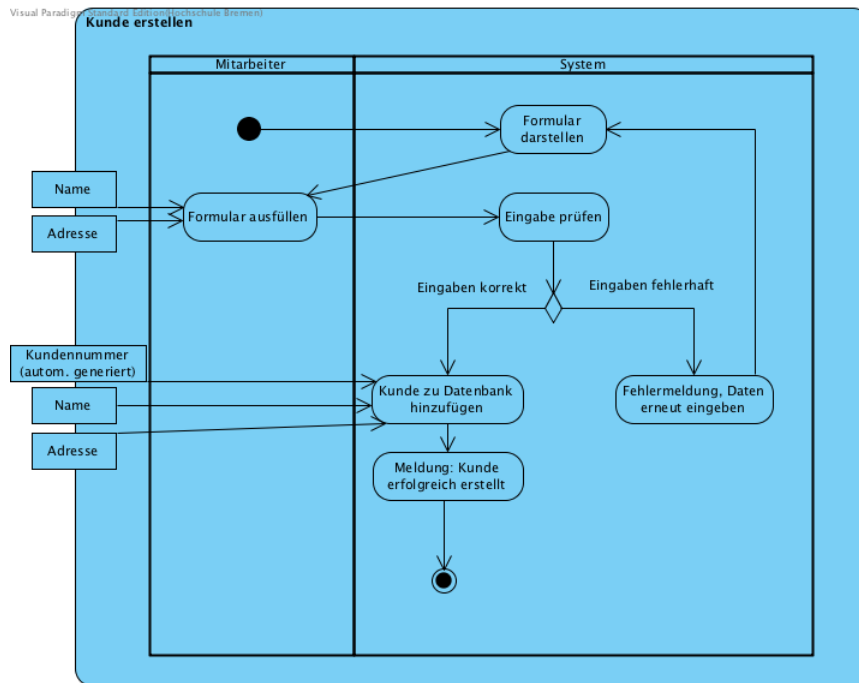 Visual Paradigm Standard Edition(Hochschule Bremen)
Kunde erstellen
Mitarbeiter
System
Formular
darstellen
Name
Adresse
Formular ausfüllen
Eingabe prüfen
Eingaben korrekt
Eingaben fehlerhaft
Kundennummer
(autom. generiert)
Name
Adresse
Kunde zu Datenbank
hinzufügen
Fehlermeldung, Daten
erneut eingeben
Meldung: Kunde
erfolgreich erstellt